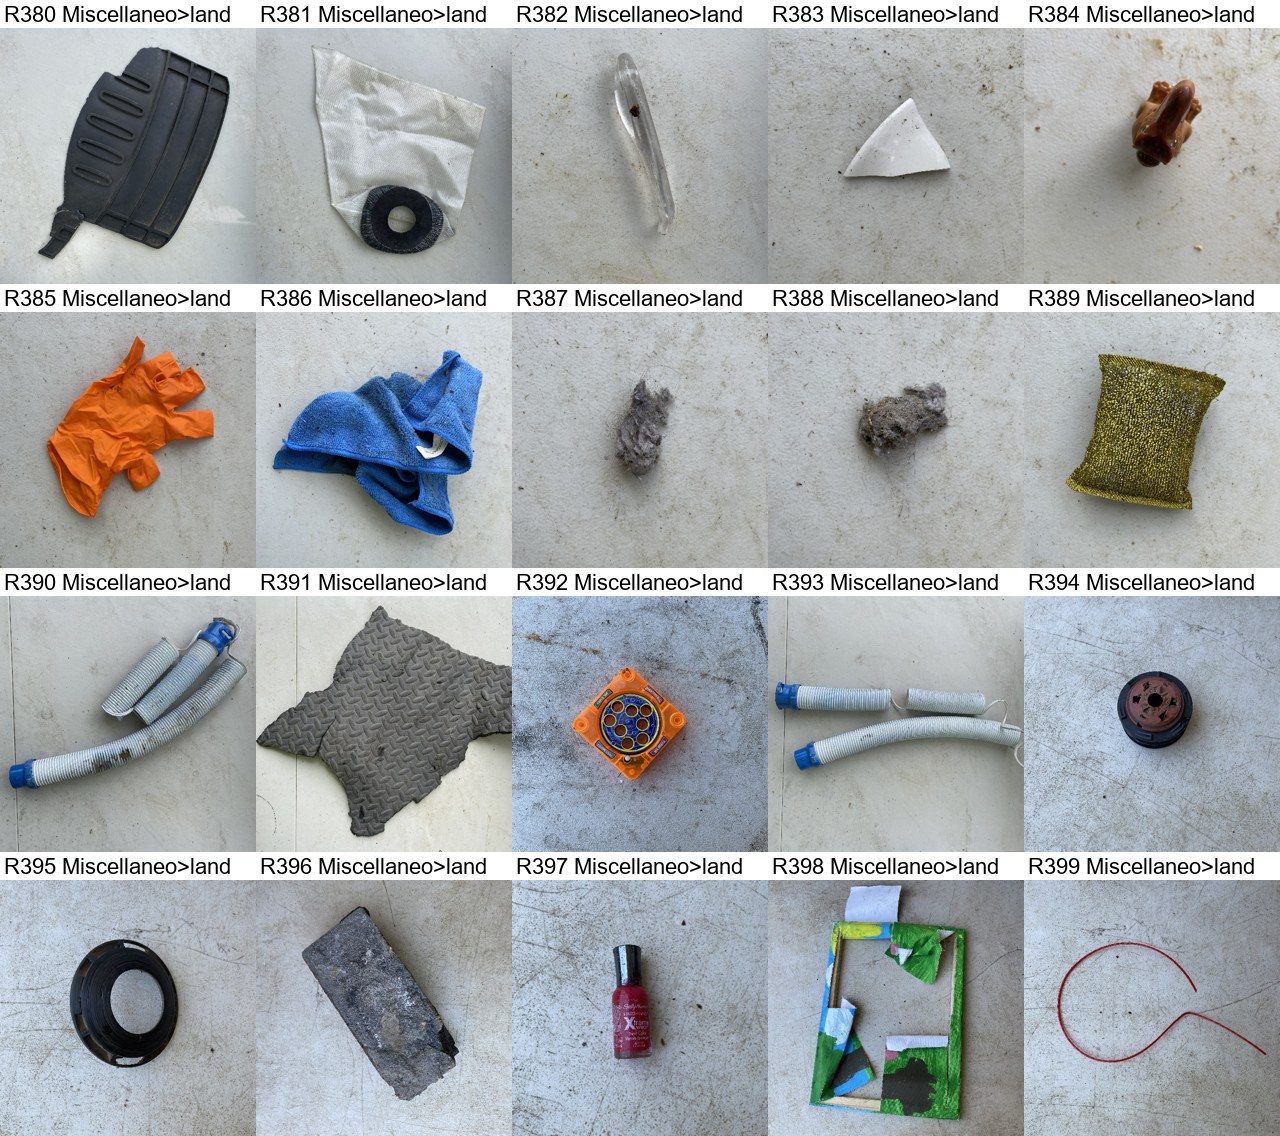 R380 Miscellaneo>land
R381 Miscellaneo>land
R382 Miscellaneo>land
R383 Miscellaneo>land
R384 Miscellaneo>land
R385 Miscellaneo>land
R386 Miscellaneo>land
R387 Miscellaneo>land
R388 Miscellaneo>land
R389 Miscellaneo>land
R390 Miscellaneo>land
R391 Miscellaneo>land
R392 Miscellaneo>land
R393 Miscellaneo>land
R394 Miscellaneo>land
R395 Miscellaneo>land
R396 Miscellaneo>land
R397 Miscellaneo>land
R398 Miscellaneo>land
R399 Miscellaneo>land
Xtreme